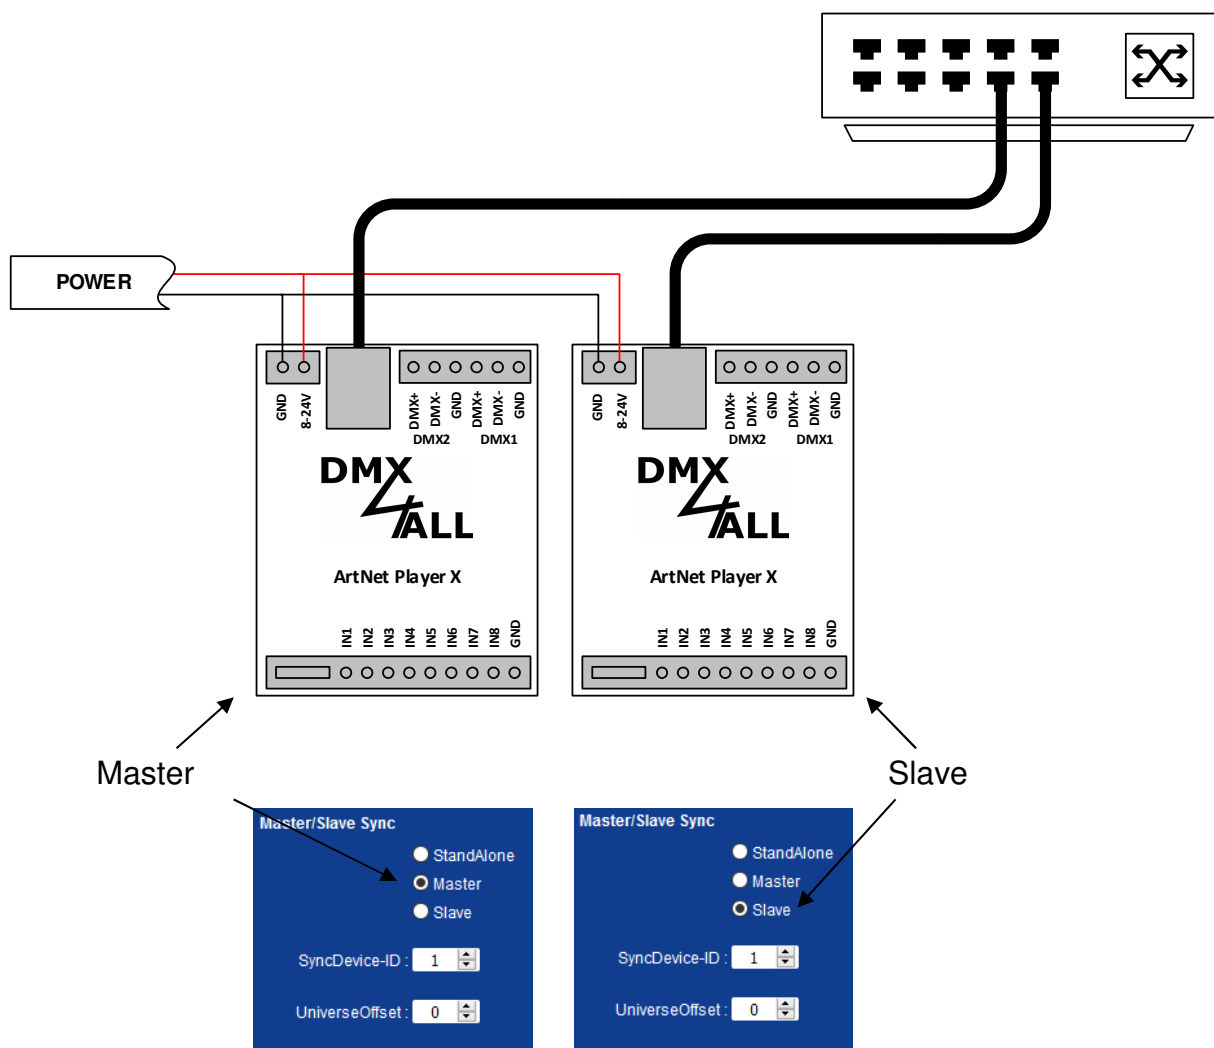 POWER
GND
8-24V
DMX+
DMX-
GND
DMX+
DMX-
GND
DMX2
DMX1
DMX
4ALL
ArtNet Player X
IN1
IN2
IN3
IN4
IN5
IN6
IN7
IN8
GND
GND
8-24V
DMX+
DMX-
GND
DMX+
DMX-
GND
DMX2
DMX1
DMX
4ALL
ArtNet Player X
IN1
IN2
IN3
IN4
IN5
IN6
IN7
IN8
GND
Master
Slave
Master/Slave Sync
StandAlone
Master
Slave
SyncDevice-ID : 1
UniverseOffset : 0
Master/Slave Sync
StandAlone
Master
Slave
SyncDevice-ID : 1
UniverseOffset : 0